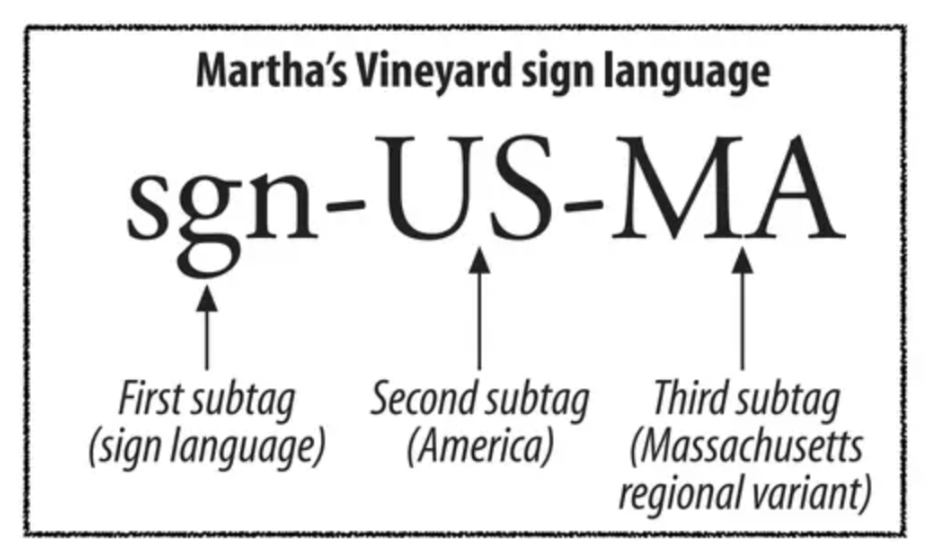 Martha's Vineyard sign language
sgn-US-MA
First subtag
(sign language)
Second subtag
(America)
Third subtag
(Massachusetts
regional variant)